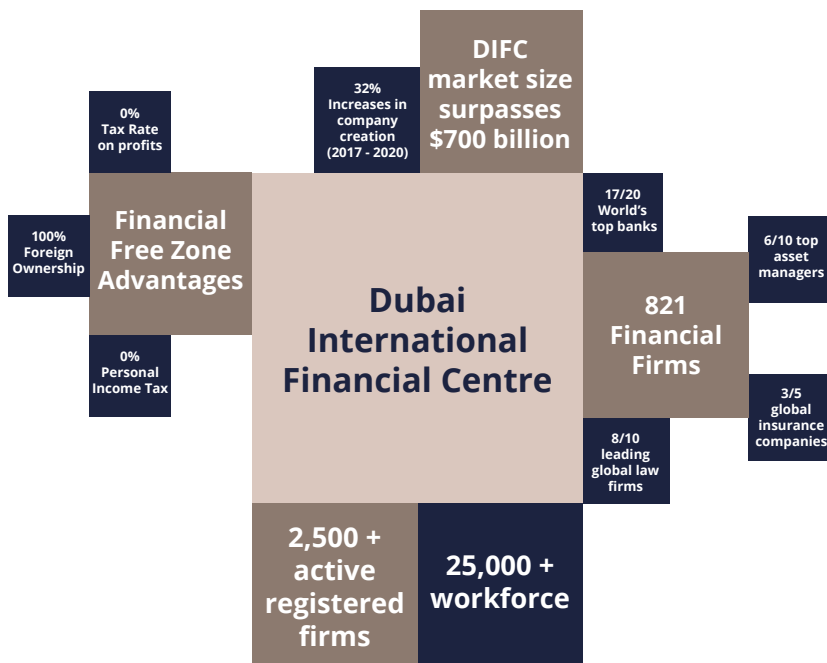 DIFC
market size
surpasses
$700 billion
32%
Increases in
company
creation
(2017 - 2020)
0%
Tax Rate
on profits
Financial
Free Zone
Advantages
100%
Foreign
Ownership
0%
Personal
Income Tax
Dubai
International
Financial Centre
17/20
World's
top banks
6/10 top
asset
managers
821
Financial
Firms
3/5
global
insurance
companies
8/10
leading
global law
firms
2,500 +
active
registered
firms
25,000 +
workforce